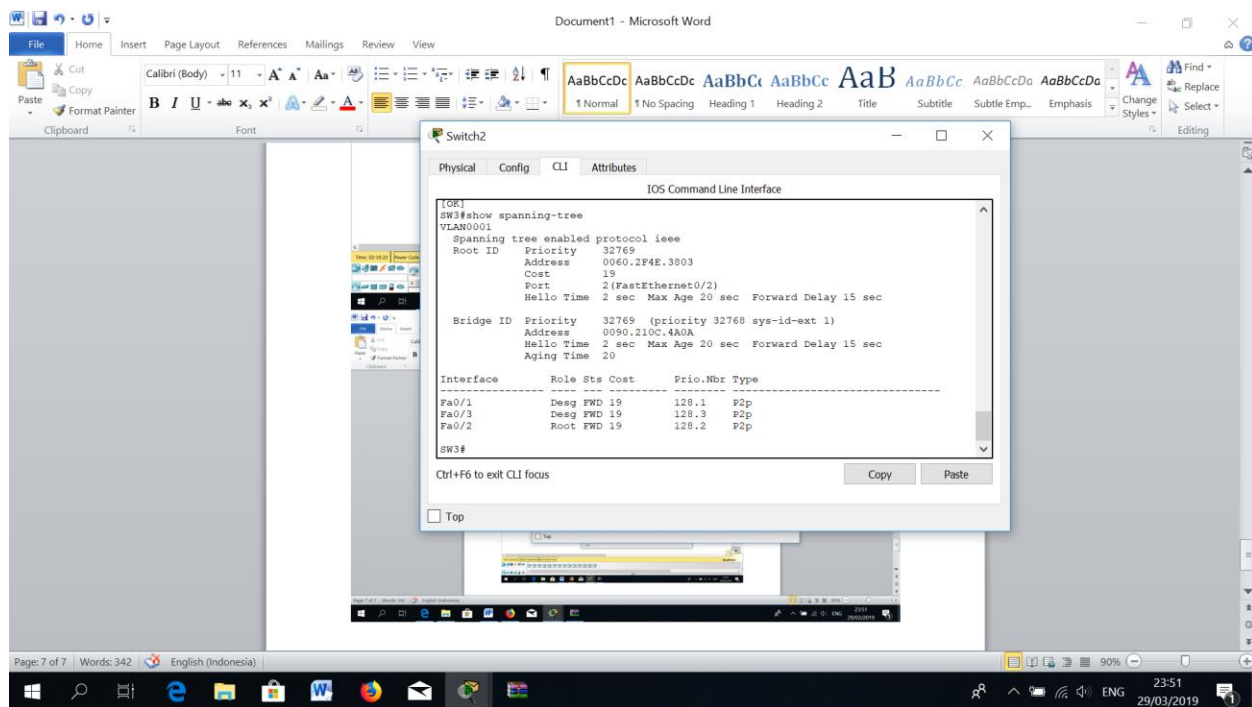 Document1 - Microsoft Word
File Home Insert Page Layout References Mailings Review View
Cut
Copy
Format Painter
Paste
Clipboard
Calibri (Body) 11
Font
AaBbCcDc AaBbCcDc AaBbCc AaBbCc AaB AaBbCc. AaBbCcDa AaBbCcDa
¶ Normal ¶ No Spacing Heading 1 Heading 2 Title Subtitle Subtle Emp... Emphasis
Change Styles
Find
Replace
Select
Editing
Switch2
Physical Config CLI Attributes
IOS Command Line Interface
[OK]
SW3#show spanning-tree
VLAN0001
Spanning tree enabled protocol ieee
Root ID Priority 32769
Address 0060.2F4E.3803
Cost 19
Port 2(FastEthernet0/2)
Hello Time 2 sec Max Age 20 sec Forward Delay 15 sec
Bridge ID Priority 32769 (priority 32768 sys-id-ext 1)
Address 0090.210C.4A0A
Hello Time 2 sec Max Age 20 sec Forward Delay 15 sec
Aging Time 20
Interface Role Sts Cost Prio.Nbr Type
---------------- ---- --- --------- -------- --------------------------------
Fa0/1 Desg FWD 19 128.1 P2p
Fa0/3 Desg FWD 19 128.3 P2p
Fa0/2 Root FWD 19 128.2 P2p
SW3#
Ctrl+F6 to exit CLI focus
Copy Paste
Top
Page: 7 of 7 Words: 342 English (Indonesia) 90%
ENG 23:51
29/03/2019